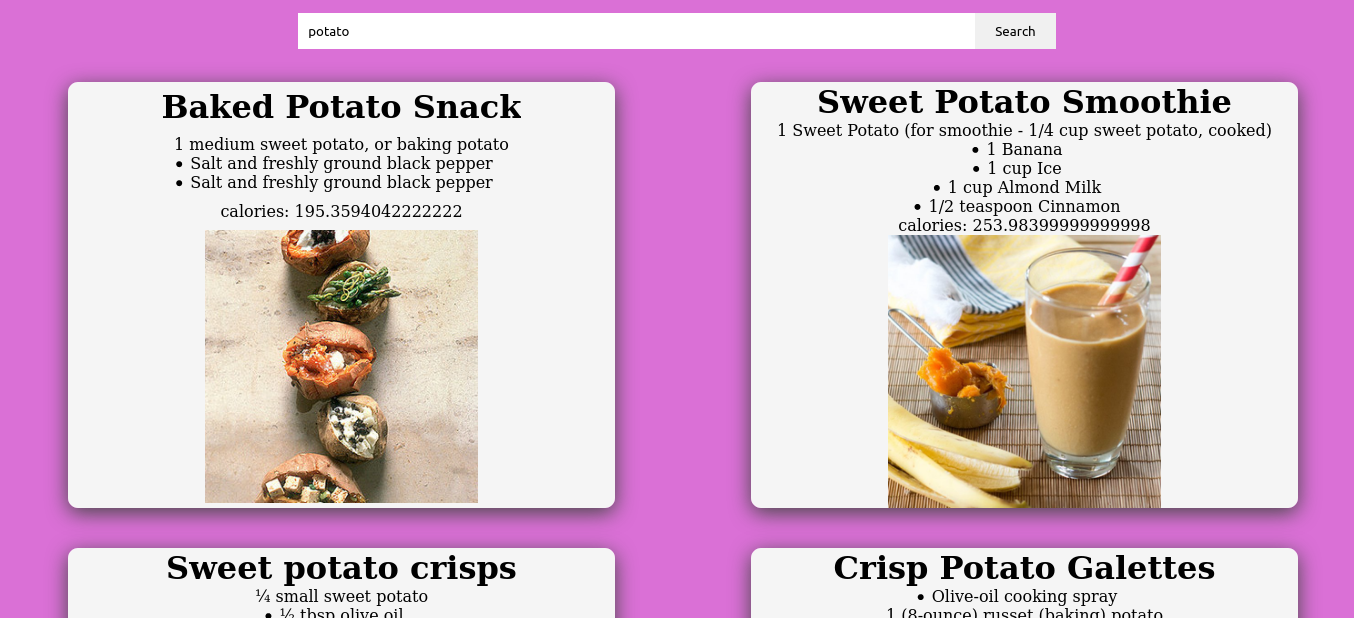 potato
Search
Baked Potato Snack
1 medium sweet potato, or baking potato
• Salt and freshly ground black pepper
• Salt and freshly ground black pepper
calories: 195.3594042222222
Sweet Potato Smoothie
1 Sweet Potato (for smoothie - 1/4 cup sweet potato, cooked)
• 1 Banana
• 1 cup Ice
• 1 cup Almond Milk
• 1/2 teaspoon Cinnamon
calories: 253.98399999999998
Sweet potato crisps
¼ small sweet potato
• ½ tbsp olive oil
Crisp Potato Galettes
• Olive-oil cooking spray
1 (8-ounce) russet (baking) potato